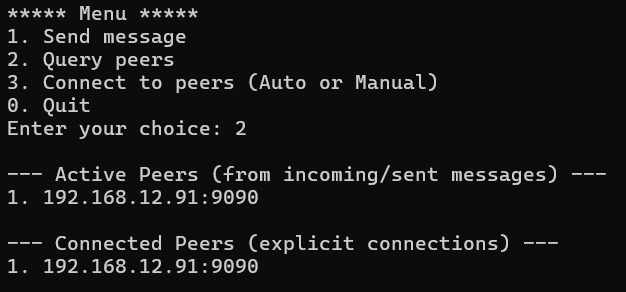 ***** Menu *****
1. Send message
2. Query peers
3. Connect to peers (Auto or Manual)
0. Quit
Enter your choice: 2
--- Active Peers (from incoming/sent messages) ---
1. 192.168.12.91:9090
--- Connected Peers (explicit connections) ---
1. 192.168.12.91:9090